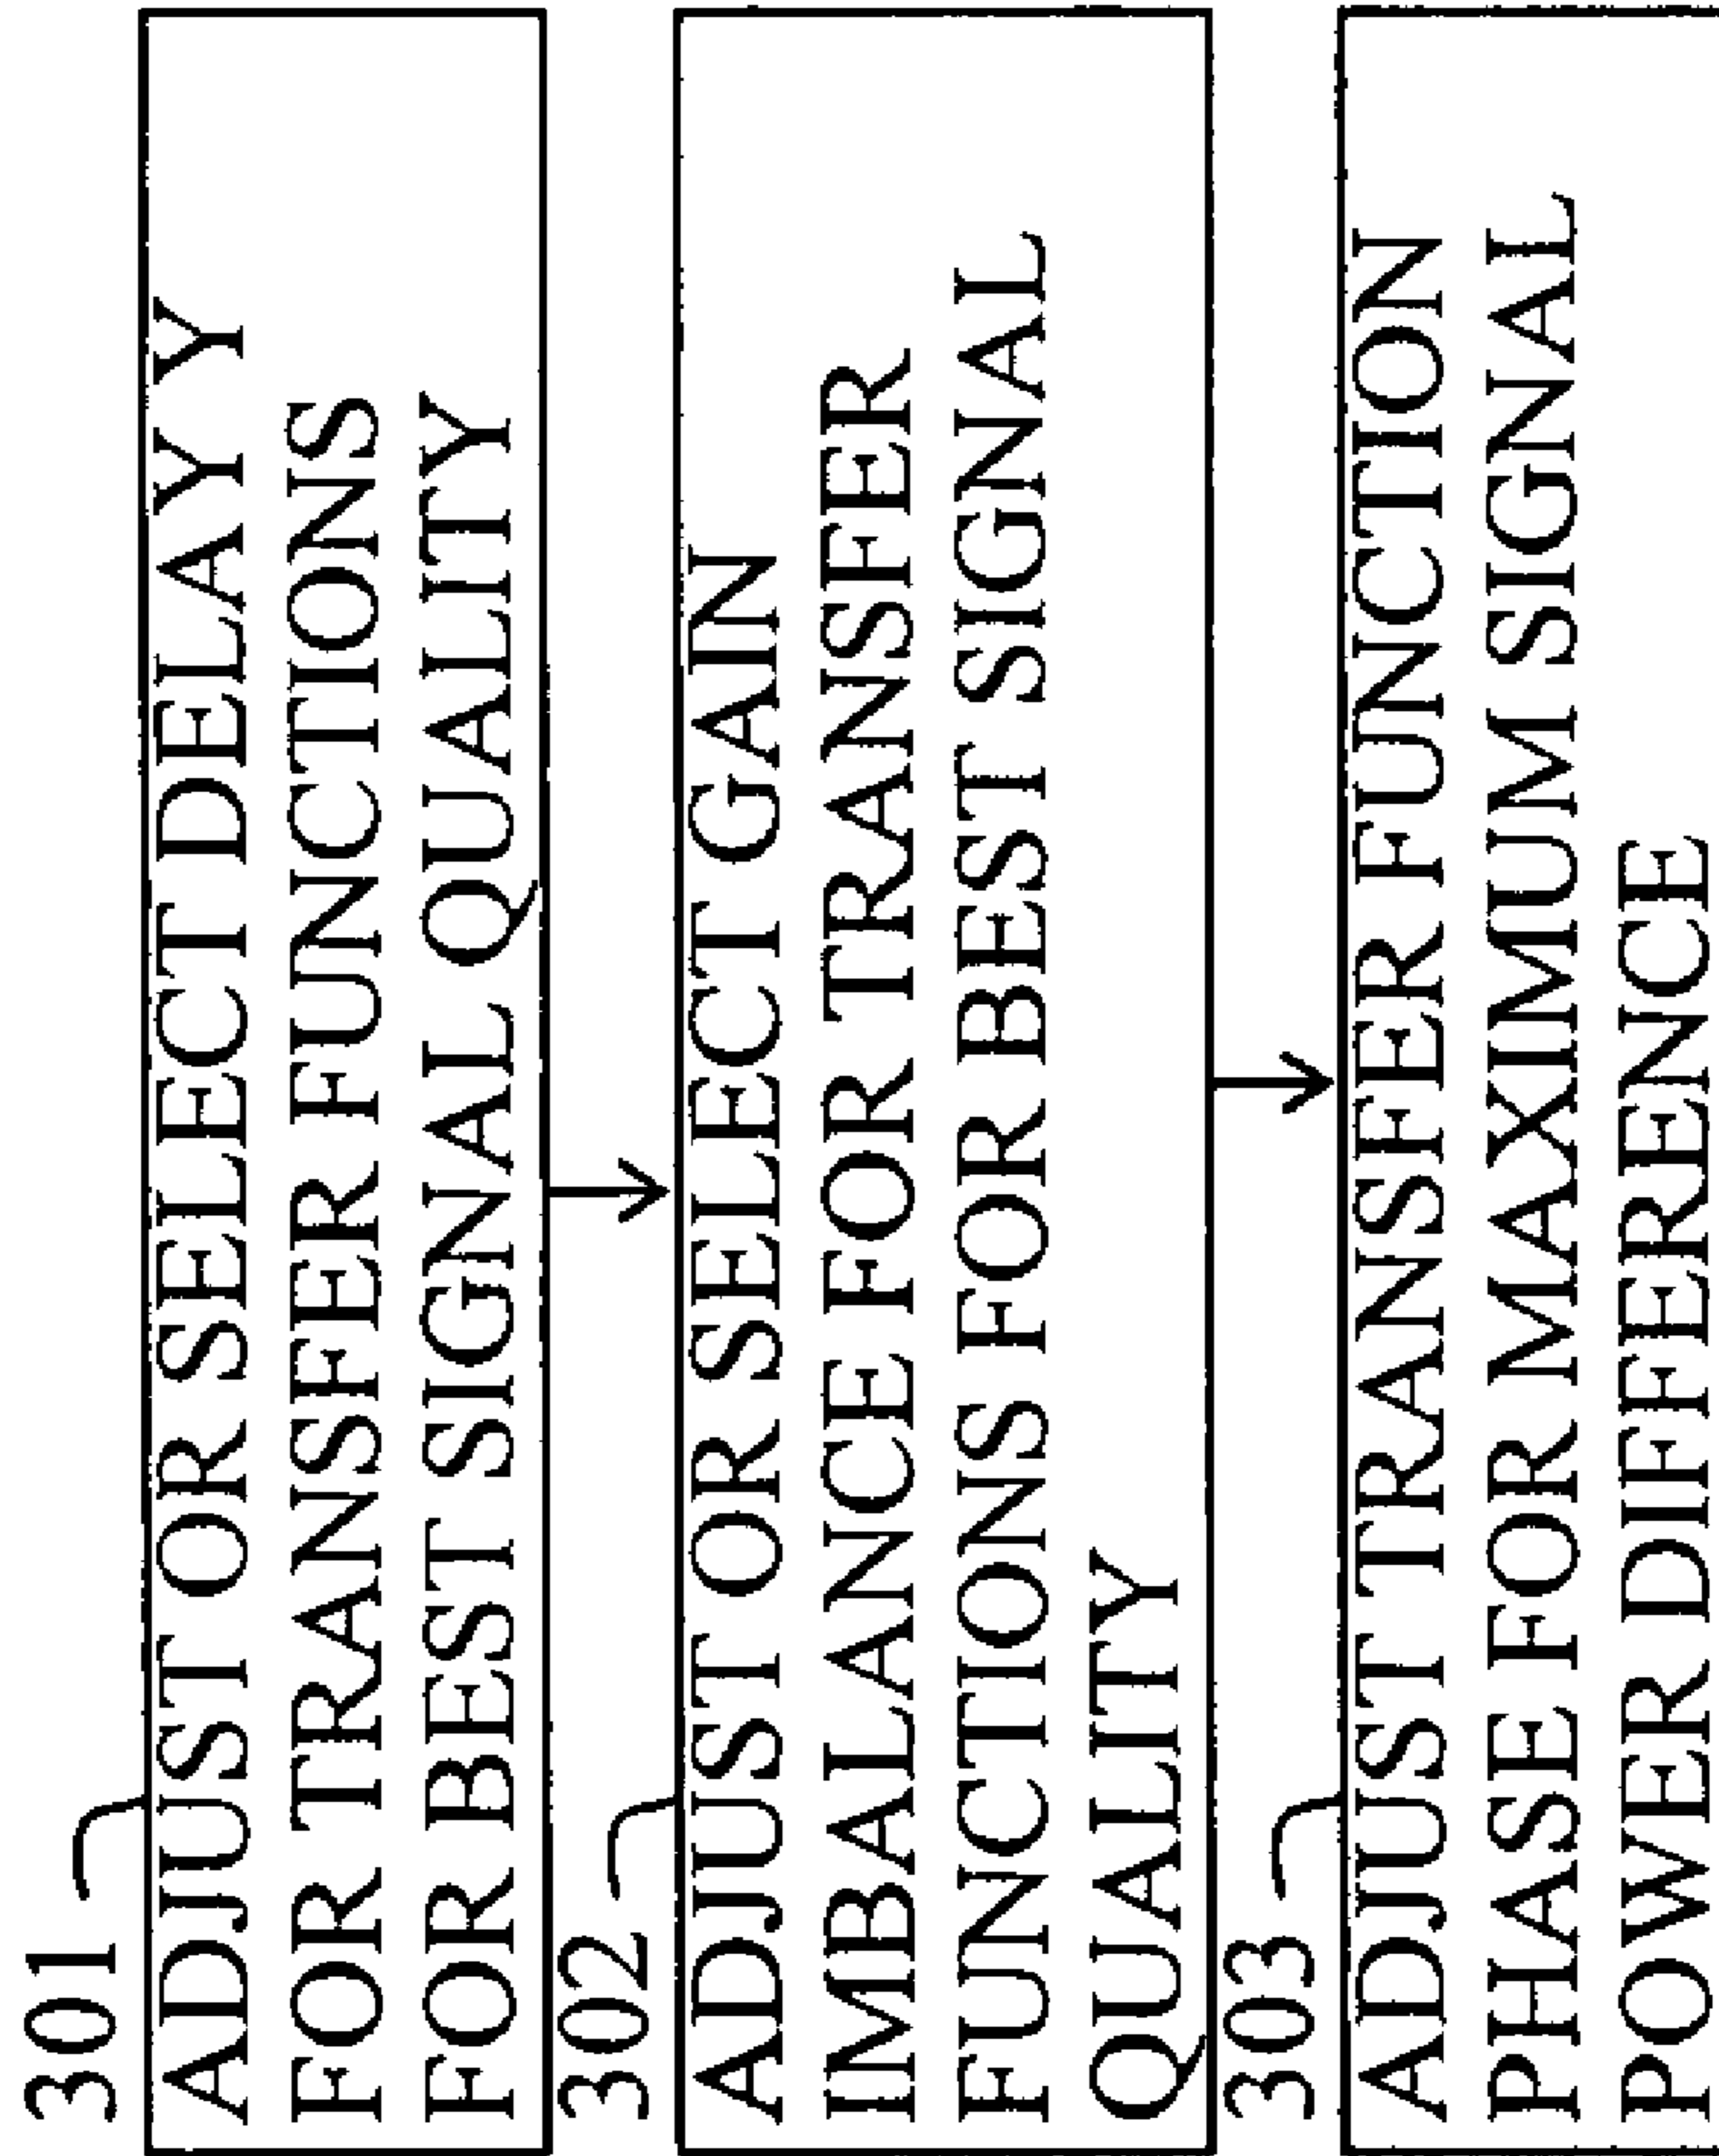 301
ADJUST OR SELECT DELAY Y
FOR TRANSFER FUNCTIONS
FOR BEST SIGNAL QUALITY
302
ADJUST OR SELECT GAIN
IMBALANCE FOR TRANSFER
FUNCTIONS FOR BEST SIGNAL
QUALITY
303
ADJUST TRANSFER FUNCTION
PHASE FOR MAXIMUM SIGNAL
POWER DIFFERENCE